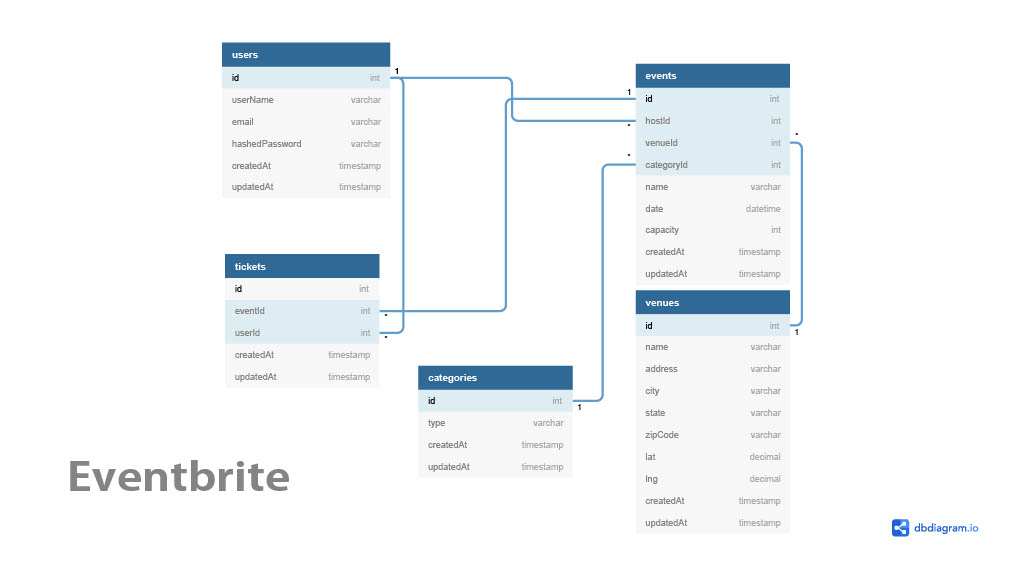 users
id int
userName varchar
email varchar
hashedPassword varchar
createdAt timestamp
updatedAt timestamp
1
events
id int
hostId int
venueId int
categoryId int
name varchar
date datetime
capacity int
createdAt timestamp
updatedAt timestamp
1
*
*
*
tickets
id int
eventId int
userId int
createdAt timestamp
updatedAt timestamp
*
*
categories
id int
type varchar
createdAt timestamp
updatedAt timestamp
1
venues
id int
name varchar
address varchar
city varchar
state varchar
zipCode varchar
lat decimal
lng decimal
createdAt timestamp
updatedAt timestamp
1
Eventbrite
dbdiagram.io